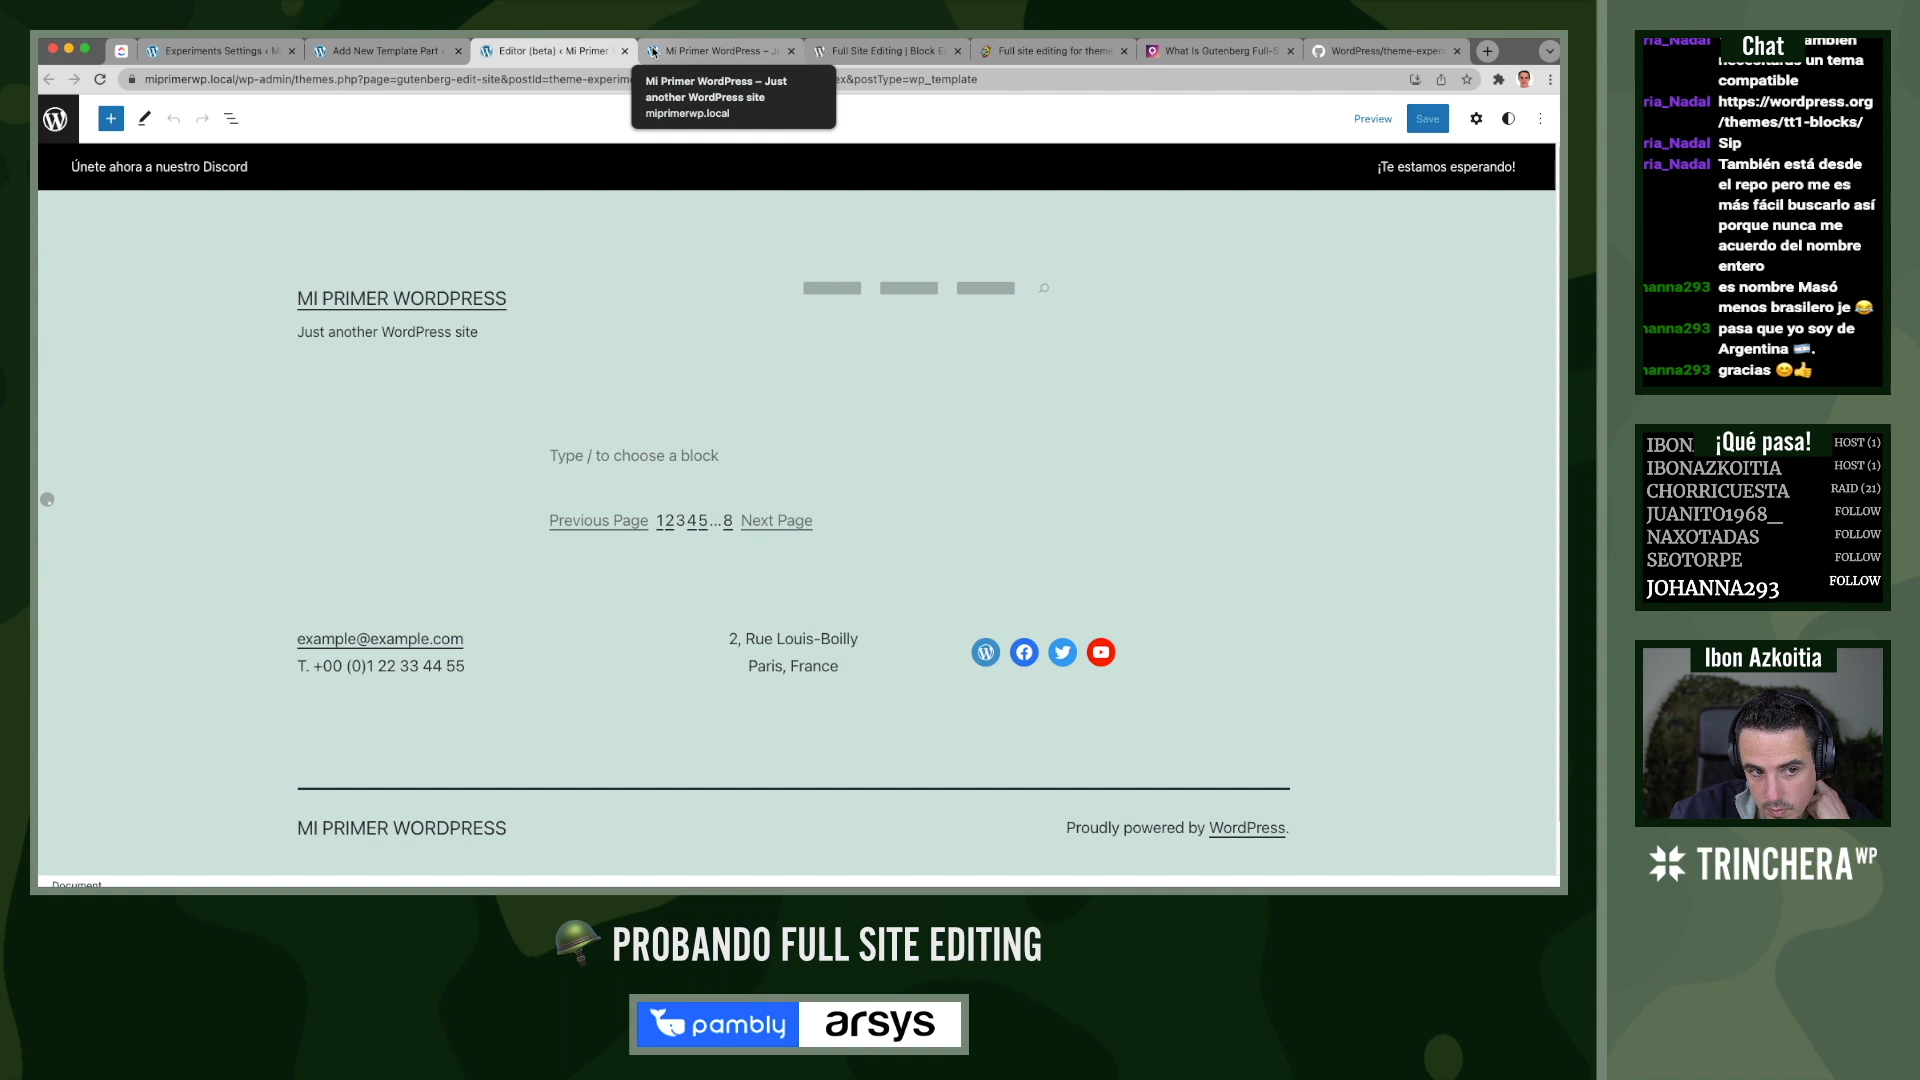 Experiments Settings ‹ M
Add New Template Part
Editor (beta) ‹ Mi Primer
Mi Primer WordPress – Ju
Full Site Editing | Block E
Full site editing for theme
What Is Gutenberg Full-S
WordPress/theme-experi
miprimerwp.local/wp-admin/themes.php?page=gutenberg-edit-site&postId=theme-experim
ex&postType=wp_template
Mi Primer WordPress – Just
another WordPress site
miprimerwp.local
Preview
Save
Únete ahora a nuestro Discord
¡Te estamos esperando!
MI PRIMER WORDPRESS
Just another WordPress site
Type / to choose a block
Previous Page 1 2 3 4 5 ... 8 Next Page
example@example.com
T. +00 (0)1 22 33 44 55
2, Rue Louis-Boilly
Paris, France
MI PRIMER WORDPRESS
Proudly powered by WordPress.
Document
PROBANDO FULL SITE EDITING
pambly
arsys
Chat
ria_Nadal
necesitarás un tema
compatible
ria_Nadal https://wordpress.org
/themes/tt1-blocks/
ria_Nadal Sip
ria_Nadal También está desde
el repo pero me es
más fácil buscarlo así
porque nunca me
acuerdo del nombre
entero
hanna293 es nombre Masó
menos brasilero je 😂
hanna293 pasa que yo soy de
Argentina 🇦🇷.
hanna293 gracias 😊👍
¡Qué pasa!
IBON HOST (1)
IBONAZKOITIA HOST (1)
CHORRICUESTA RAID (21)
JUANITO1968_ FOLLOW
NAXOTADAS FOLLOW
SEOTORPE FOLLOW
JOHANNA293 FOLLOW
Ibon Azkoitia
TRINCHERA WP